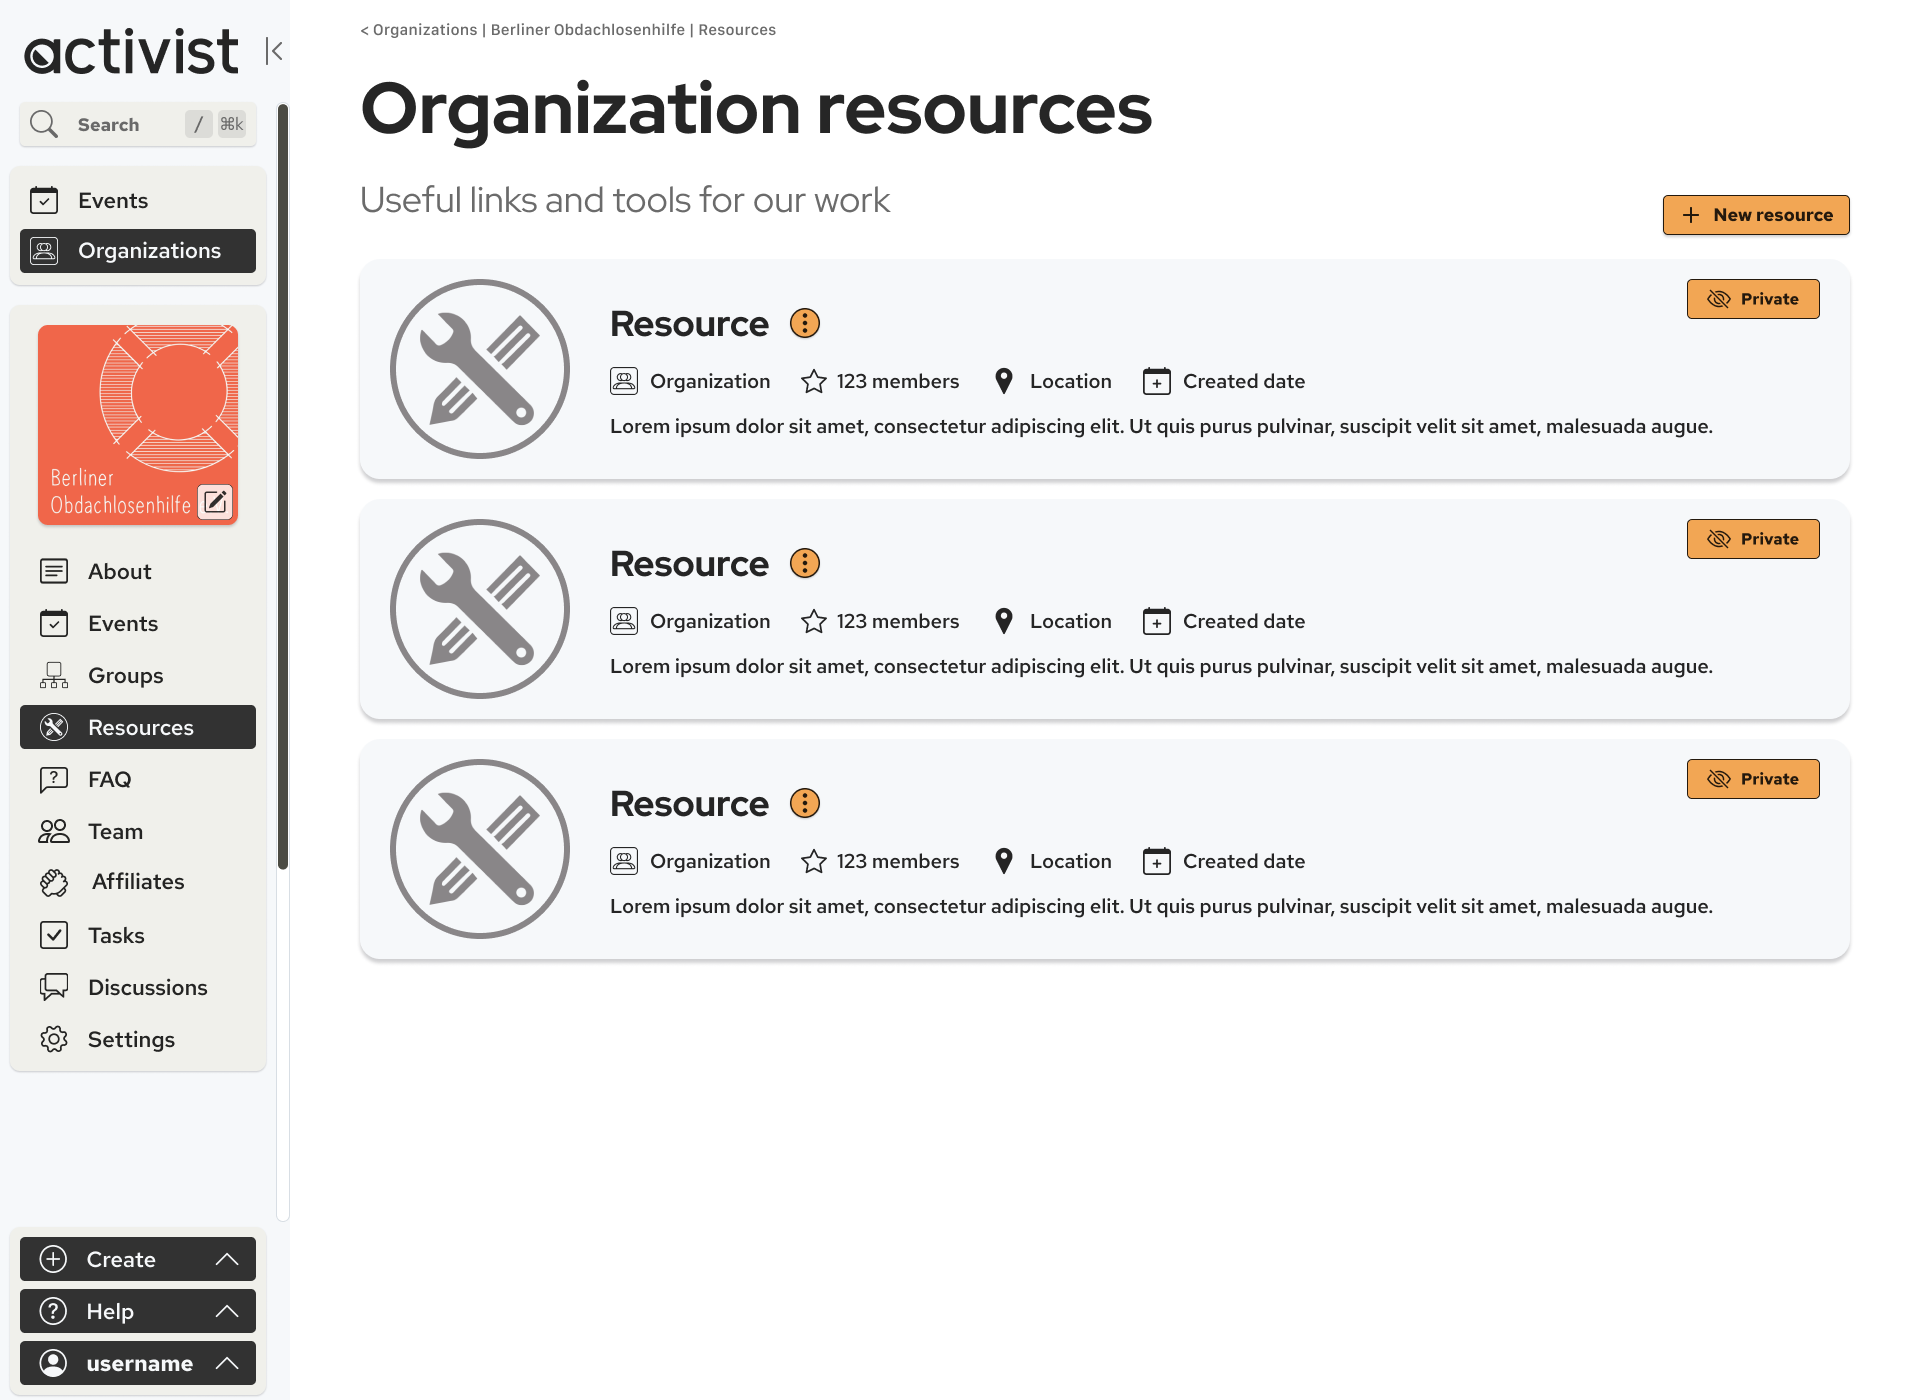 activist
Search / ⌘k
Events
Organizations
Berliner
Obdachlosenhilfe
About
Events
Groups
Resources
FAQ
Team
Affiliates
Tasks
Discussions
Settings
Create
Help
username
< Organizations | Berliner Obdachlosenhilfe | Resources
Organization resources
Useful links and tools for our work
New resource
Private
Resource
Organization 123 members Location Created date
Lorem ipsum dolor sit amet, consectetur adipiscing elit. Ut quis purus pulvinar, suscipit velit sit amet, malesuada augue.
Private
Resource
Organization 123 members Location Created date
Lorem ipsum dolor sit amet, consectetur adipiscing elit. Ut quis purus pulvinar, suscipit velit sit amet, malesuada augue.
Private
Resource
Organization 123 members Location Created date
Lorem ipsum dolor sit amet, consectetur adipiscing elit. Ut quis purus pulvinar, suscipit velit sit amet, malesuada augue.